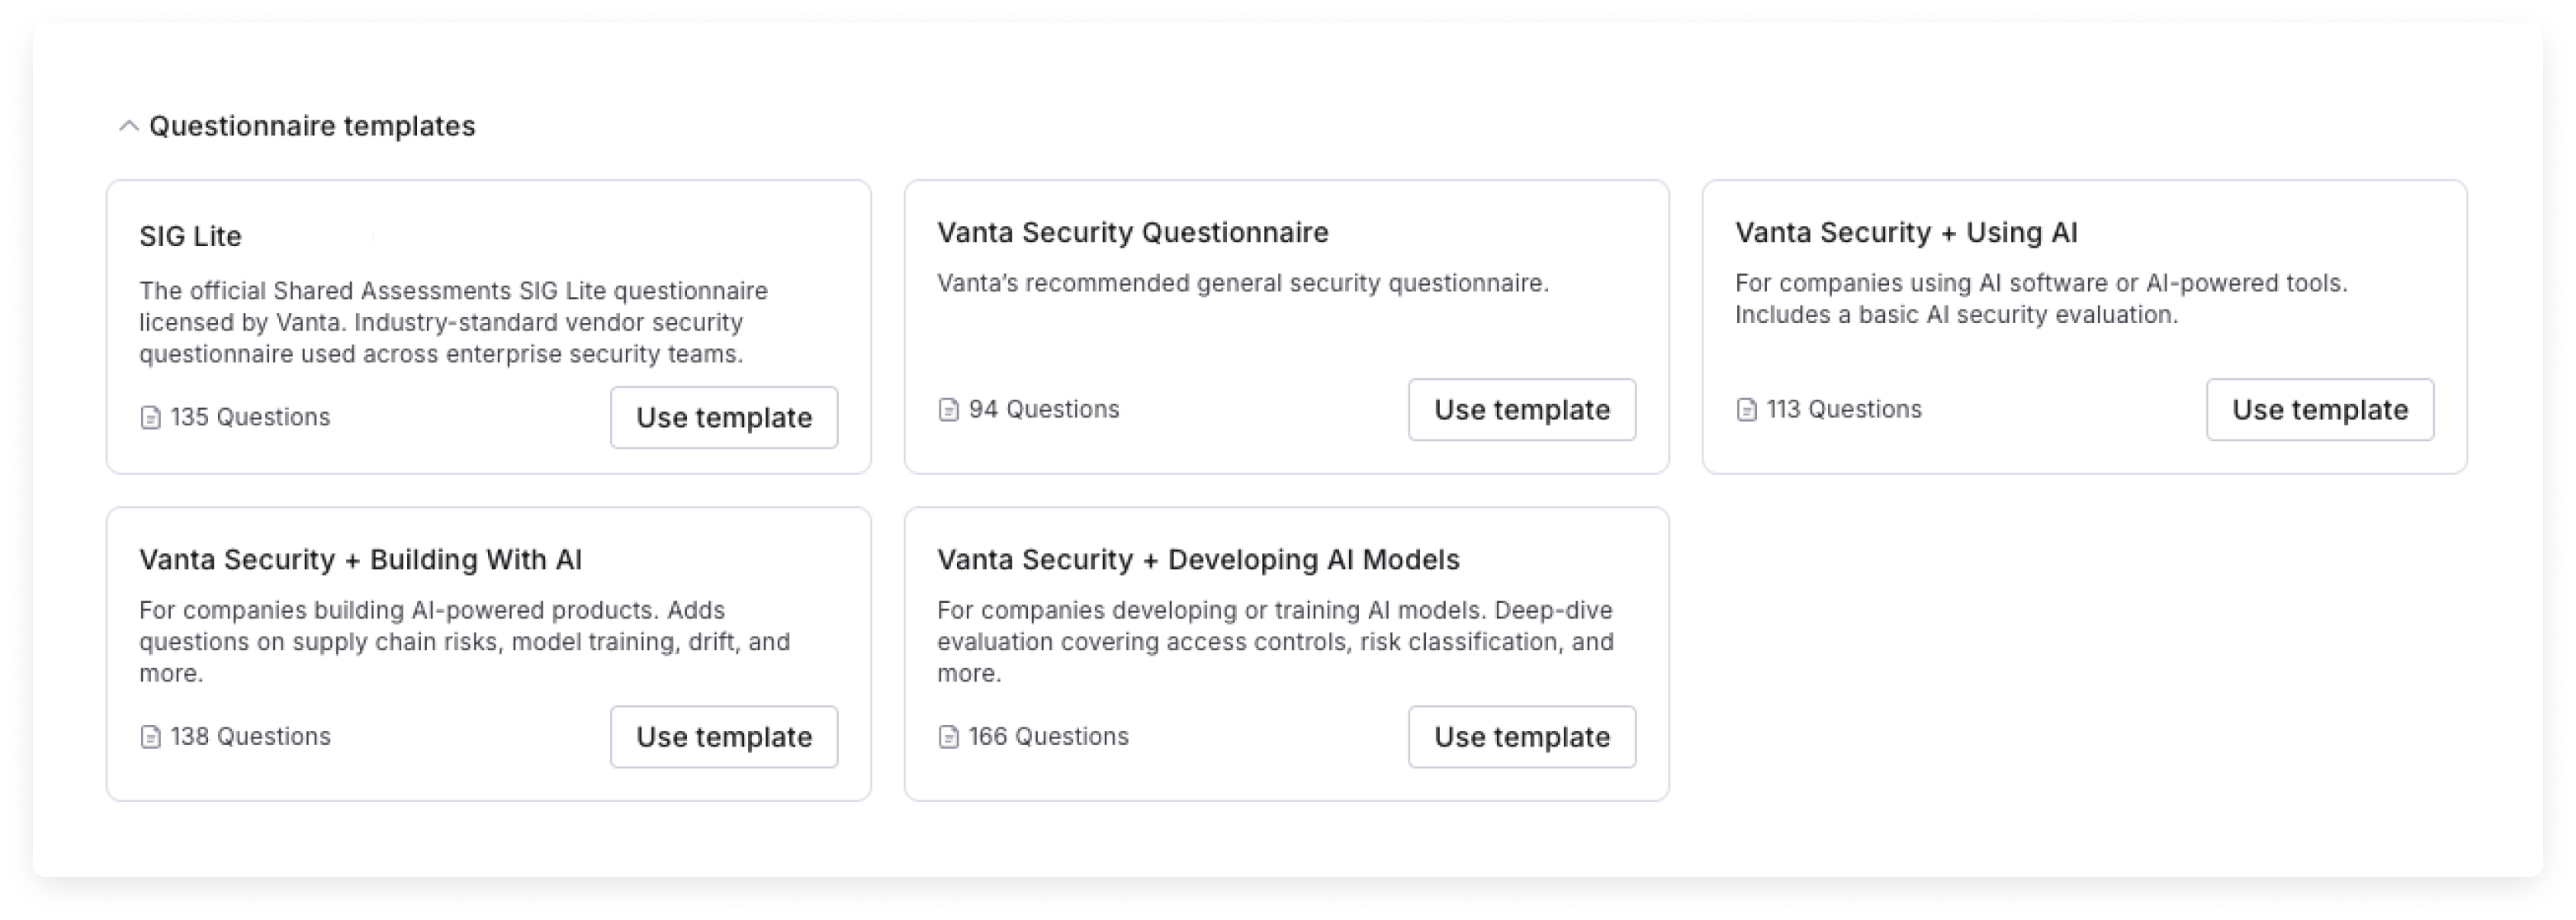 Questionnaire templates
SIG Lite
The official Shared Assessments SIG Lite questionnaire
licensed by Vanta. Industry-standard vendor security
questionnaire used across enterprise security teams.
135 Questions
Use template
Vanta Security Questionnaire
Vanta’s recommended general security questionnaire.
94 Questions
Use template
Vanta Security + Using AI
For companies using AI software or AI-powered tools.
Includes a basic AI security evaluation.
113 Questions
Use template
Vanta Security + Building With AI
For companies building AI-powered products. Adds
questions on supply chain risks, model training, drift, and
more.
138 Questions
Use template
Vanta Security + Developing AI Models
For companies developing or training AI models. Deep-dive
evaluation covering access controls, risk classification, and
more.
166 Questions
Use template